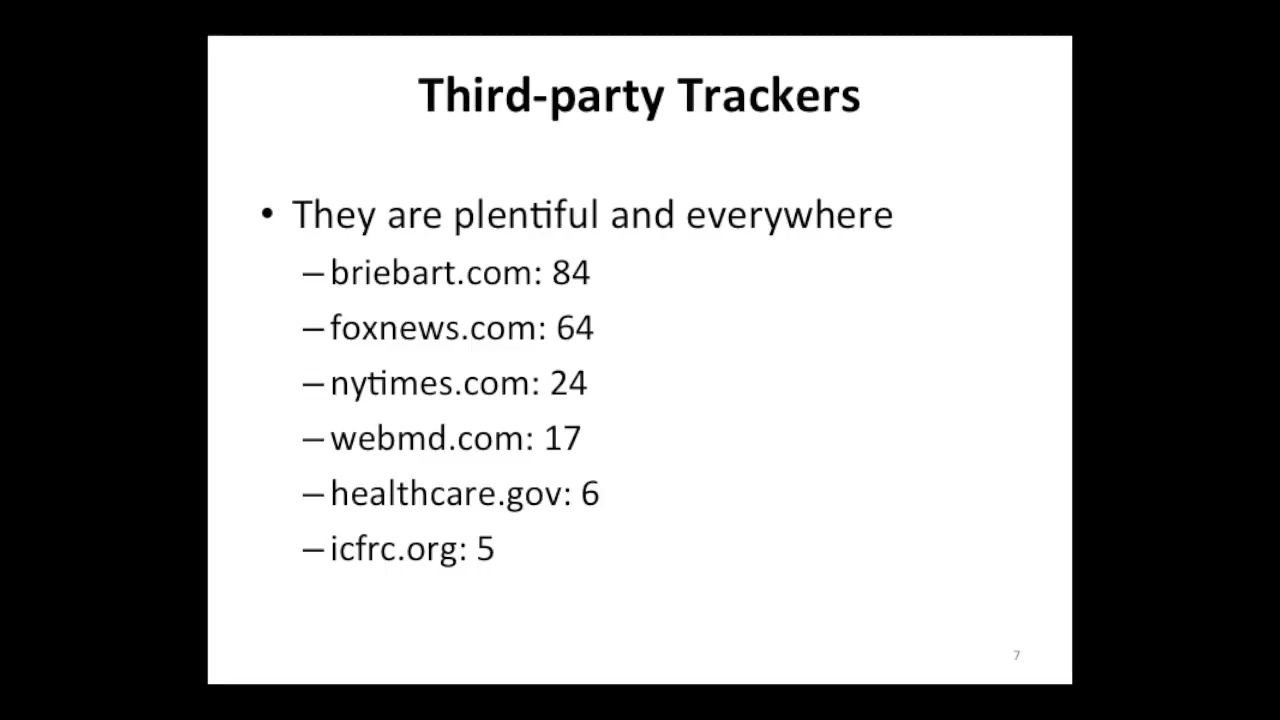 Third-party Trackers
• They are plentiful and everywhere
– briebart.com: 84
– foxnews.com: 64
– nytimes.com: 24
– webmd.com: 17
– healthcare.gov: 6
– icfrc.org: 5
7